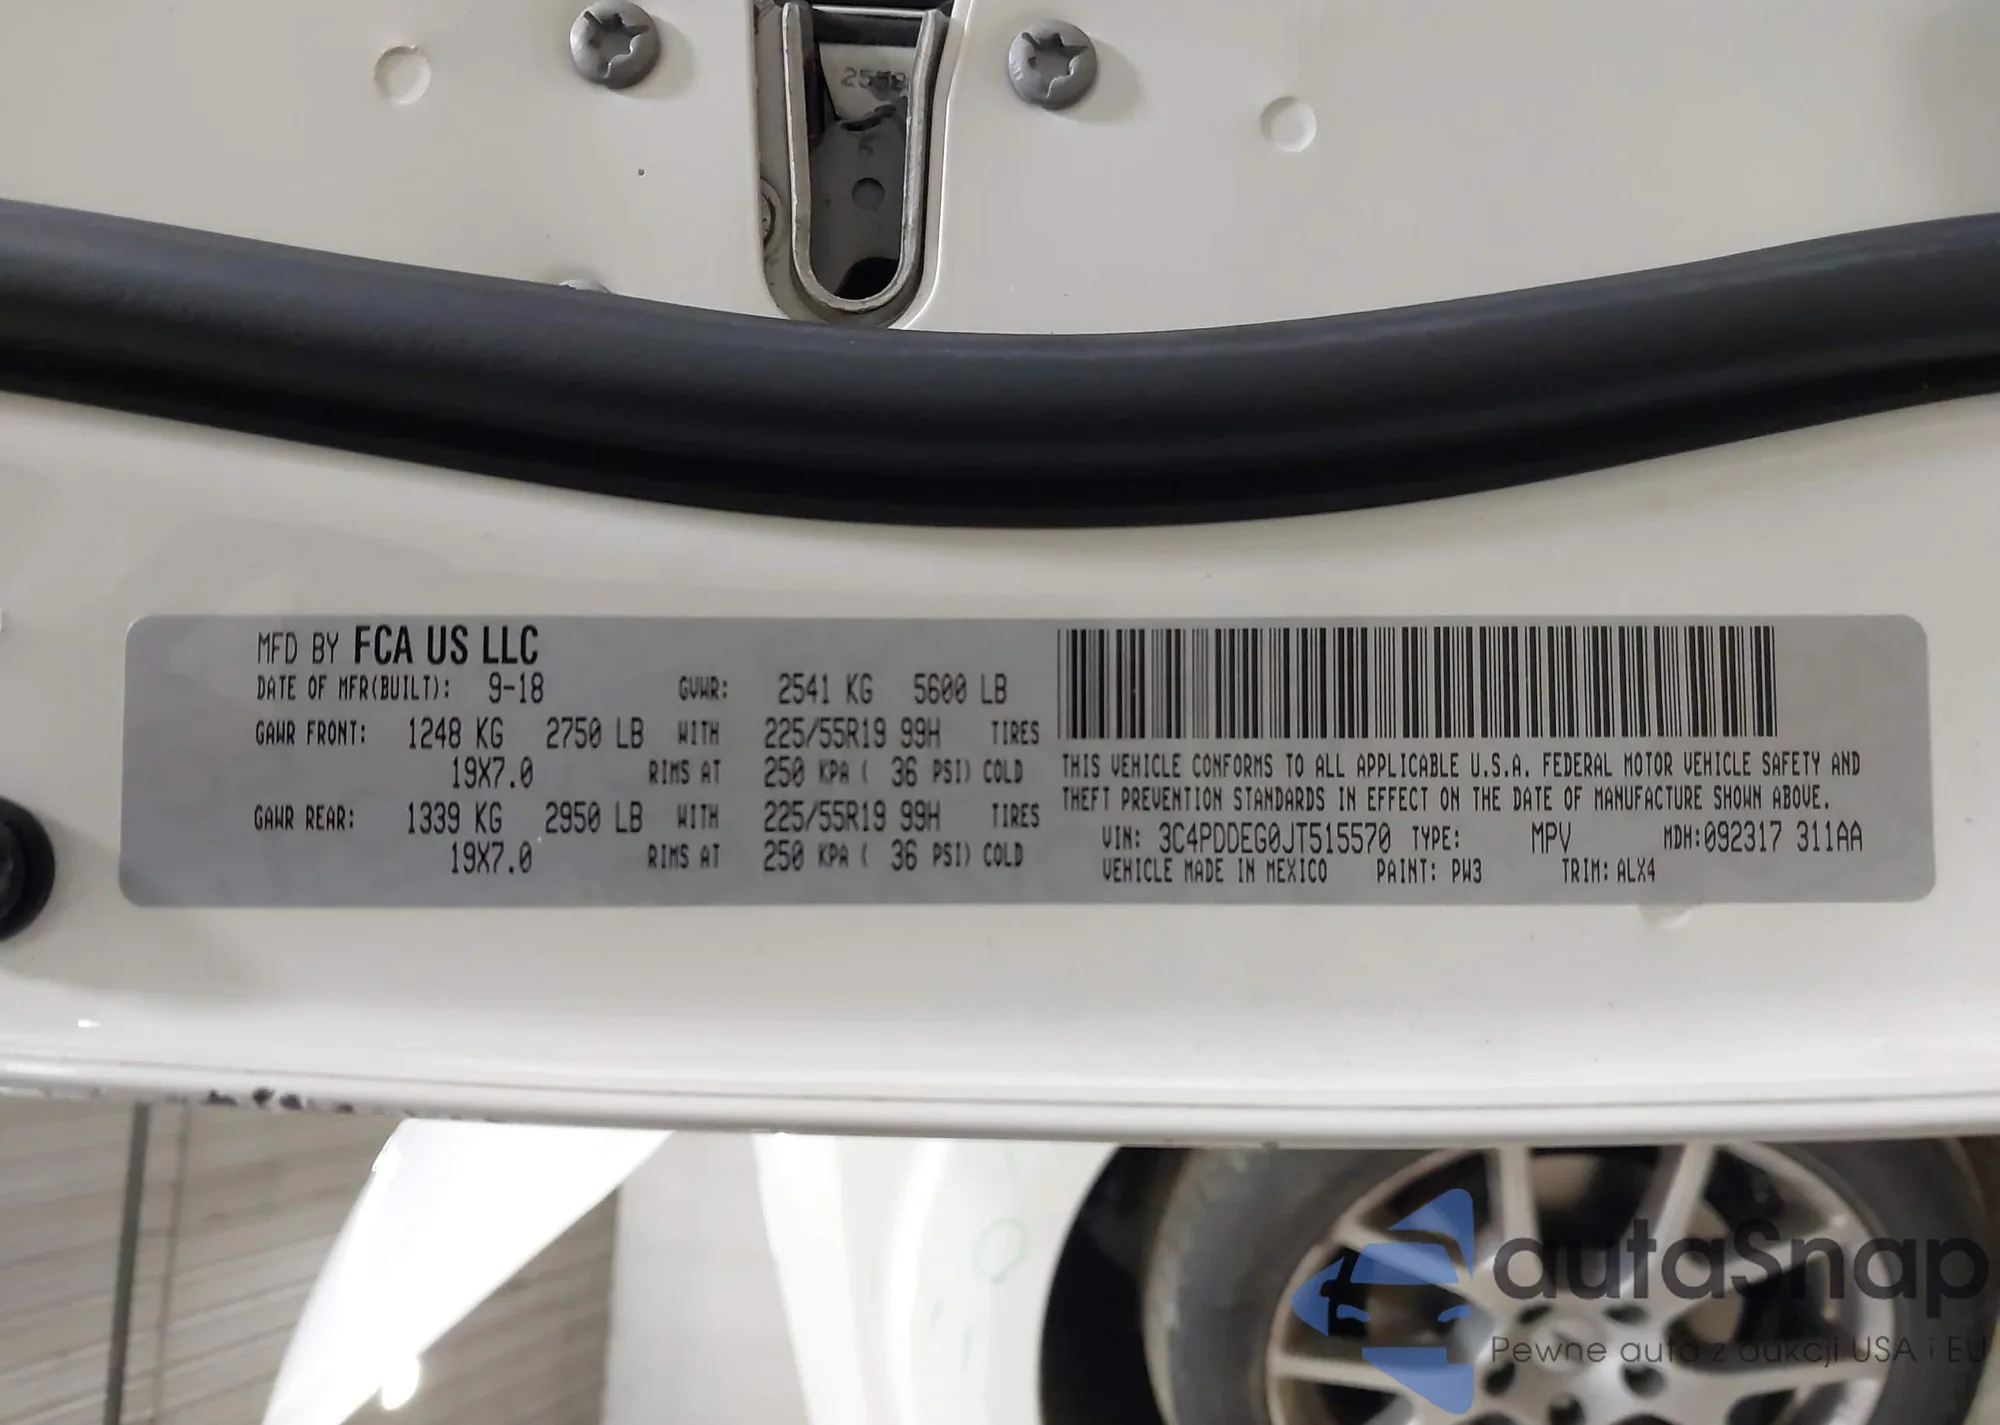 MFD BY FCA US LLC
DATE OF MFR(BUILT): 9-18 GVWR: 2541 KG 5600 LB
GAWR FRONT: 1248 KG 2750 LB WITH 225/55R19 99H TIRES
19X7.0 RIMS AT 250 KPA ( 36 PSI) COLD
GAWR REAR: 1339 KG 2950 LB WITH 225/55R19 99H TIRES
19X7.0 RIMS AT 250 KPA ( 36 PSI) COLD
THIS VEHICLE CONFORMS TO ALL APPLICABLE U.S.A. FEDERAL MOTOR VEHICLE SAFETY AND
THEFT PREVENTION STANDARDS IN EFFECT ON THE DATE OF MANUFACTURE SHOWN ABOVE.
VIN: 3C4PDDEG0JT515570 TYPE: MPV MDH:092317 311AA
VEHICLE MADE IN MEXICO PAINT: PW3 TRIM: ALX4
autaSnap
Pewne auta z aukcji USA i EU